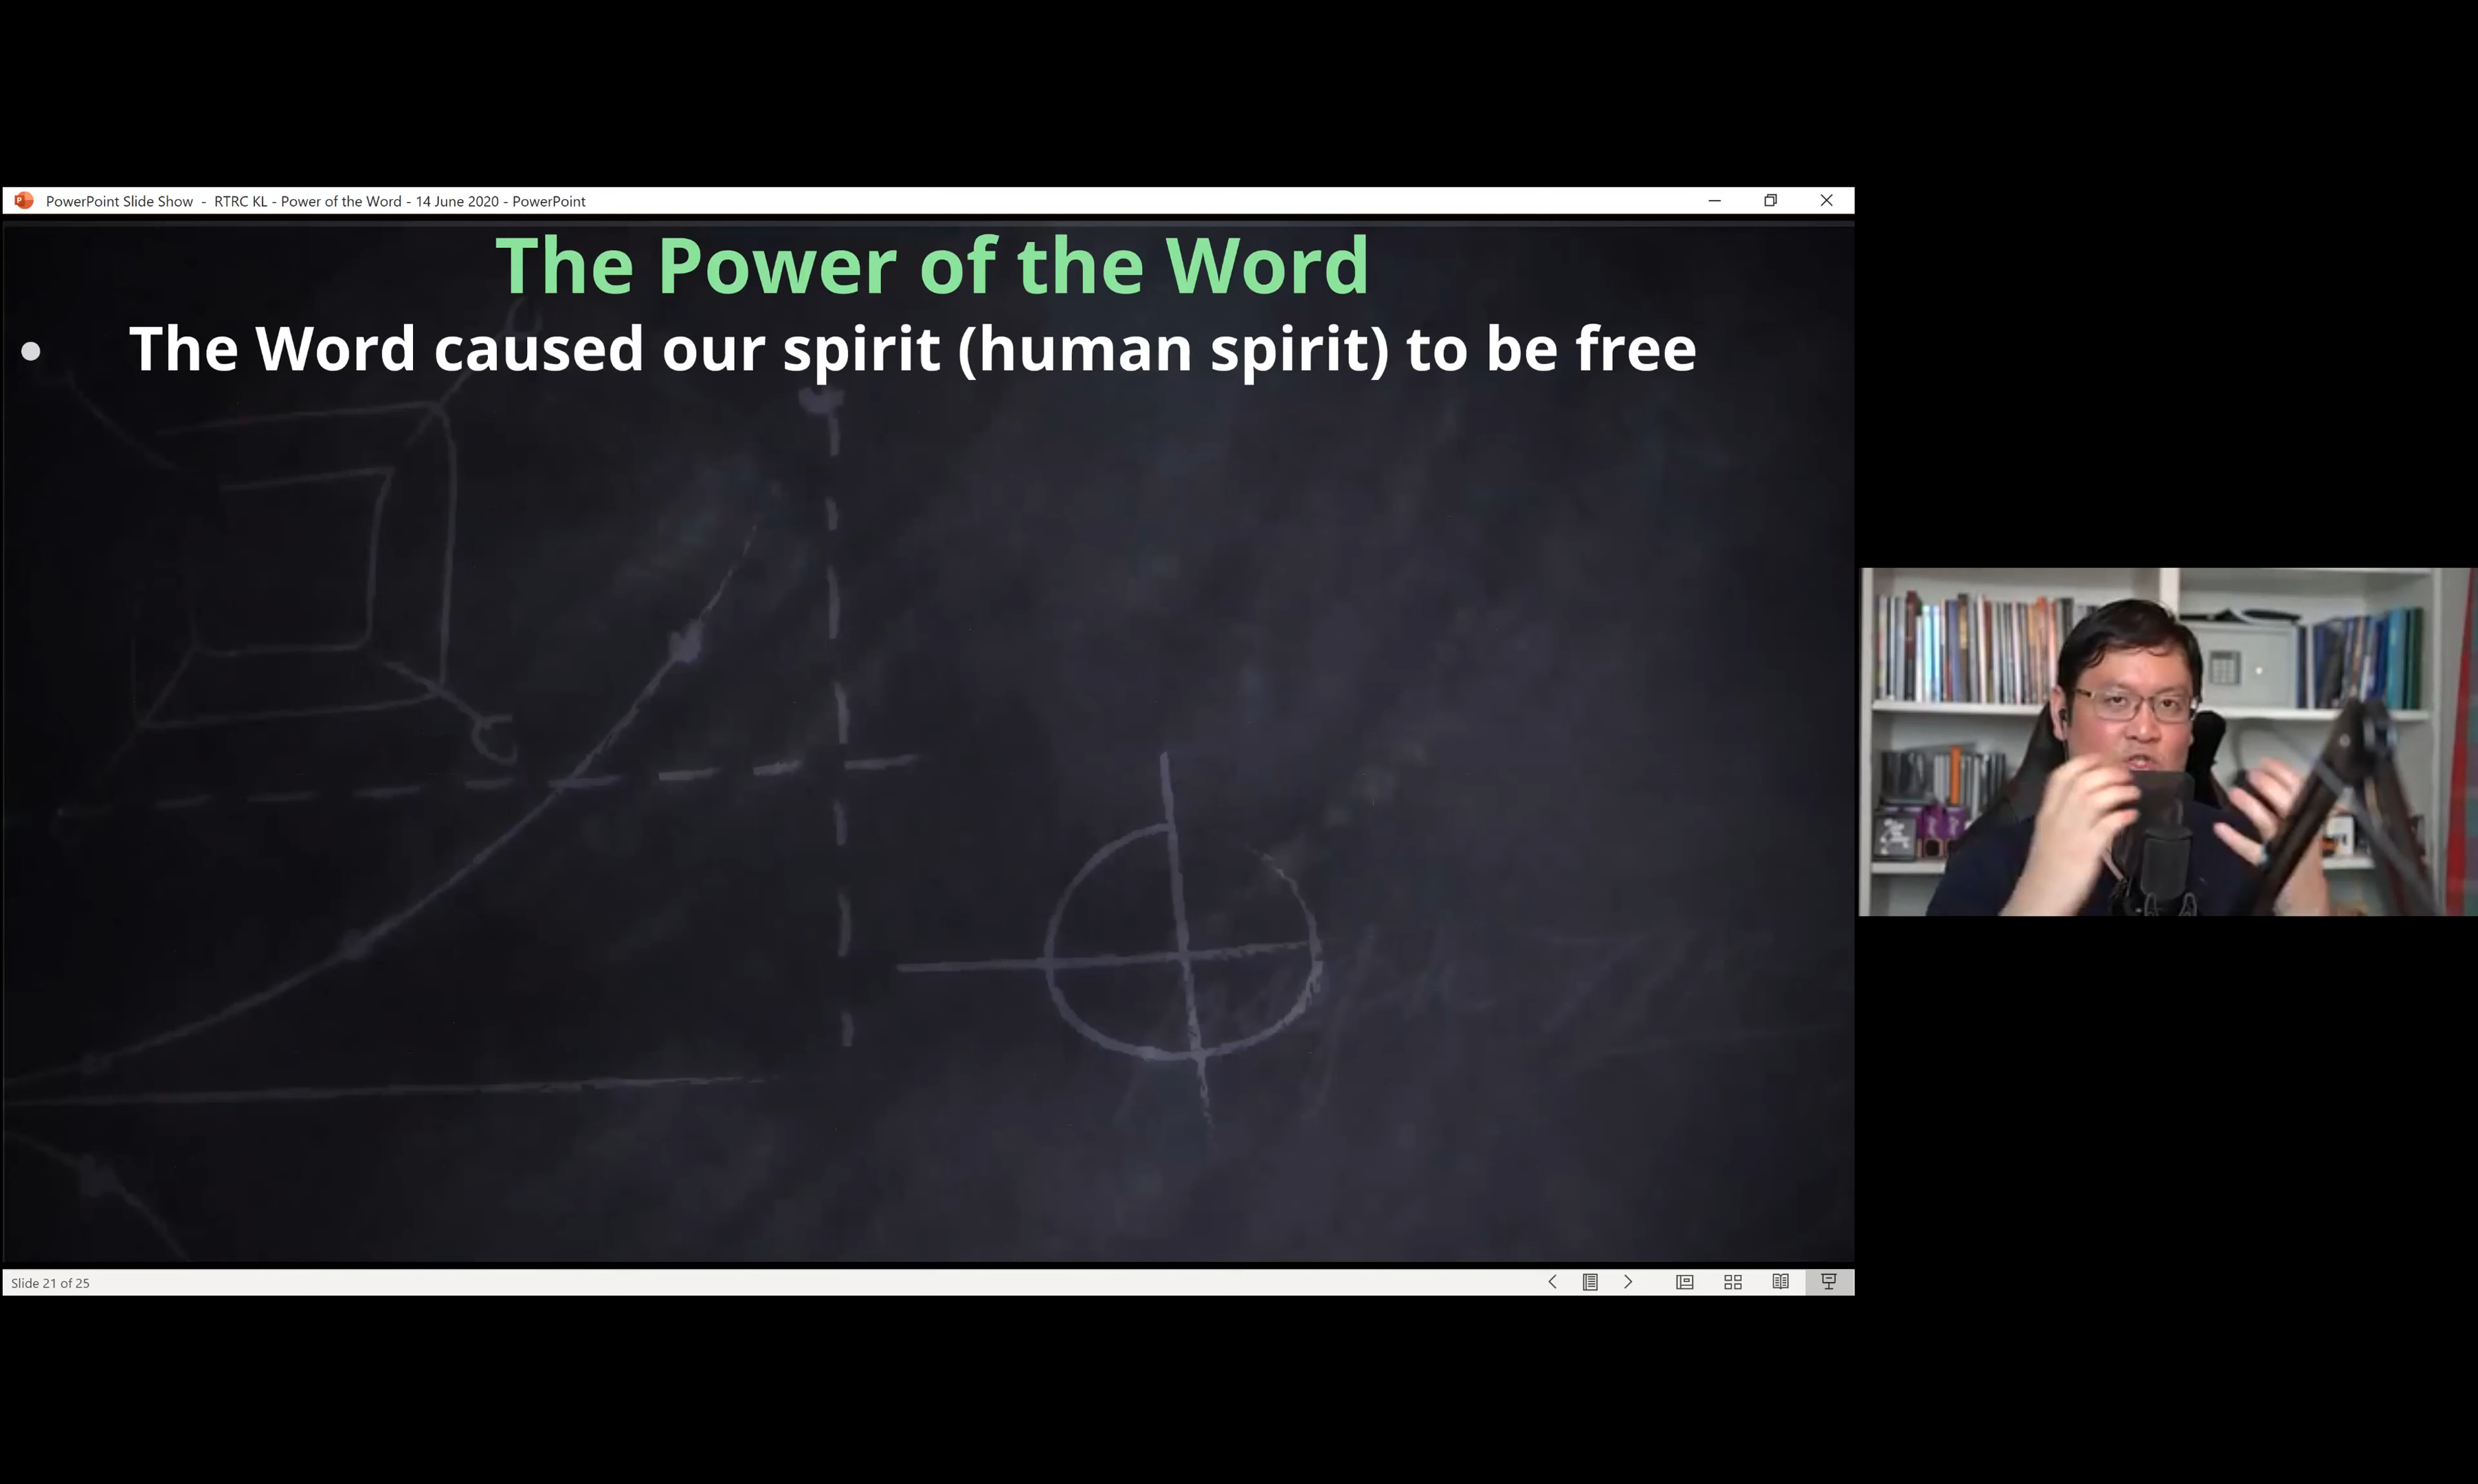 PowerPoint Slide Show - RTRC KL - Power of the Word - 14 June 2020 - PowerPoint
The Power of the Word
• The Word caused our spirit (human spirit) to be free
Slide 21 of 25